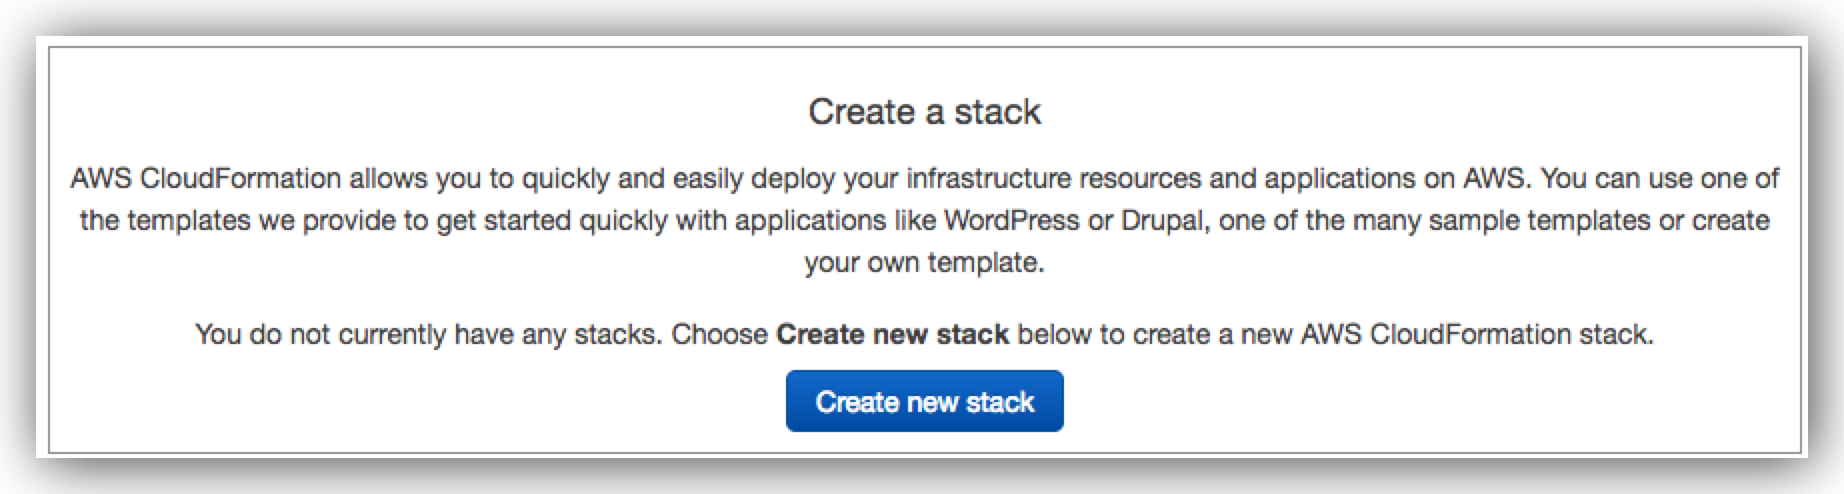 Create a stack
AWS CloudFormation allows you to quickly and easily deploy your infrastructure resources and applications on AWS. You can use one of
the templates we provide to get started quickly with applications like WordPress or Drupal, one of the many sample templates or create
your own template.
You do not currently have any stacks. Choose Create new stack below to create a new AWS CloudFormation stack.
Create new stack